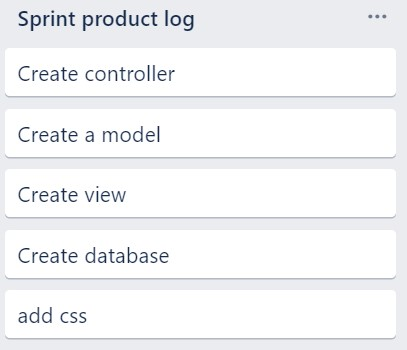 Sprint product log
Create controller
Create a model
Create view
Create database
add css